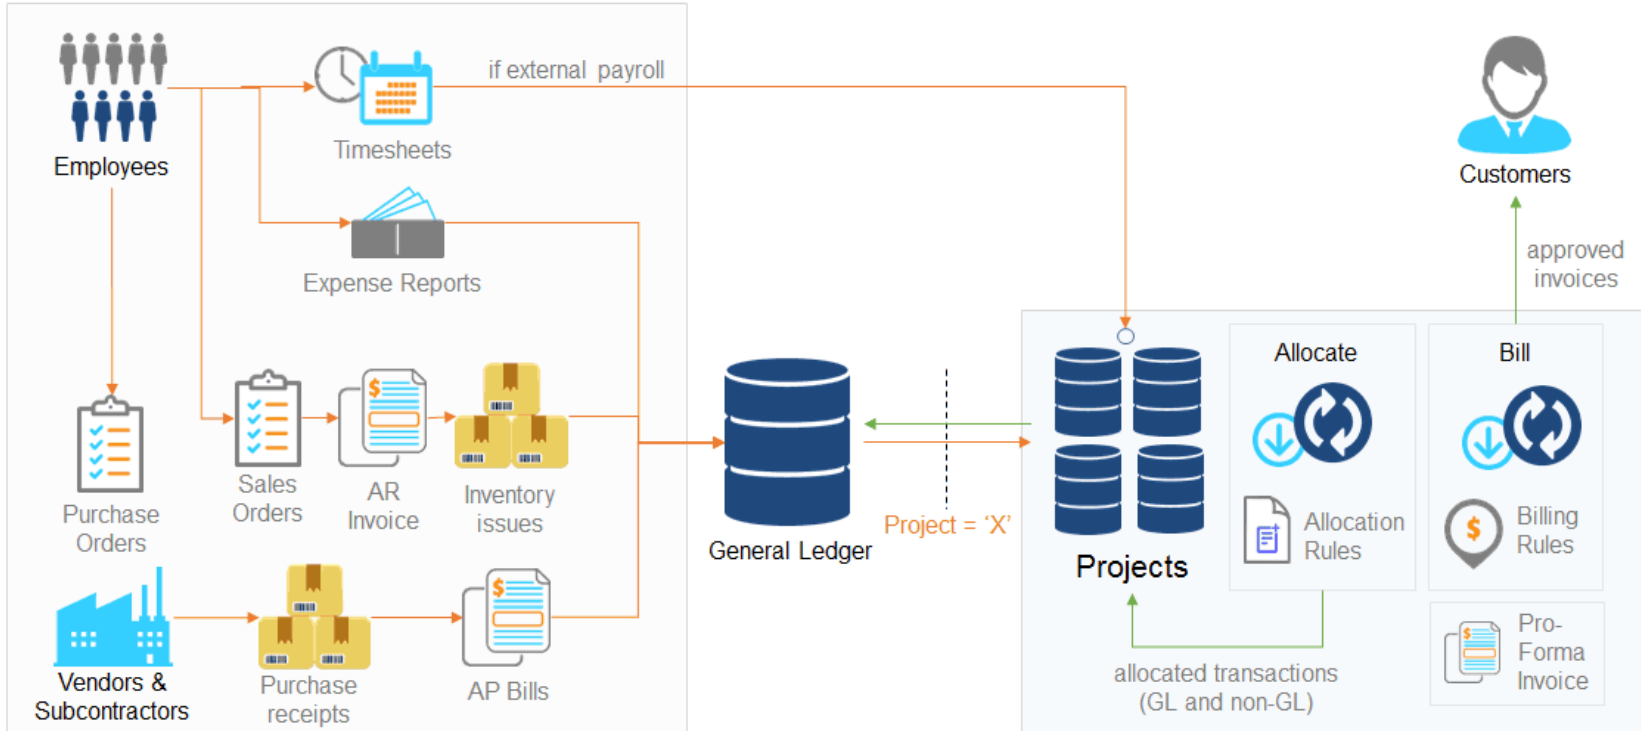 if external payroll
Employees
Timesheets
Customers
Expense Reports
approved
invoices
Allocate
Bill
Purchase
Orders
Sales
Orders
AR
Invoice
Inventory
issues
General Ledger
Project = ‘X’
Projects
Allocation
Rules
Billing
Rules
Vendors &
Subcontractors
Purchase
receipts
AP Bills
allocated transactions
(GL and non-GL)
Pro-
Forma
Invoice